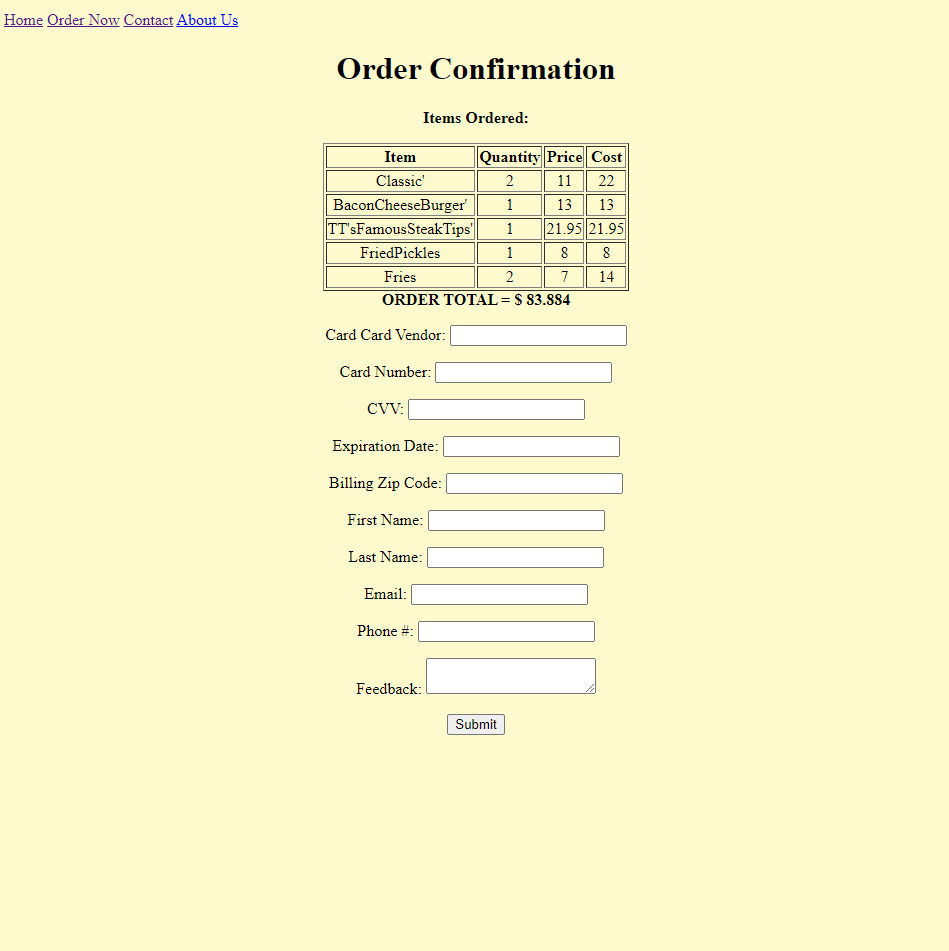 Home Order Now Contact About Us
Order Confirmation
Items Ordered:
Item Quantity Price Cost
Classic' 2 11 22
BaconCheeseBurger' 1 13 13
TT'sFamousSteakTips' 1 21.95 21.95
FriedPickles 1 8 8
Fries 2 7 14
ORDER TOTAL = $ 83.884
Card Card Vendor:
Card Number:
CVV:
Expiration Date:
Billing Zip Code:
First Name:
Last Name:
Email:
Phone #:
Feedback:
Submit